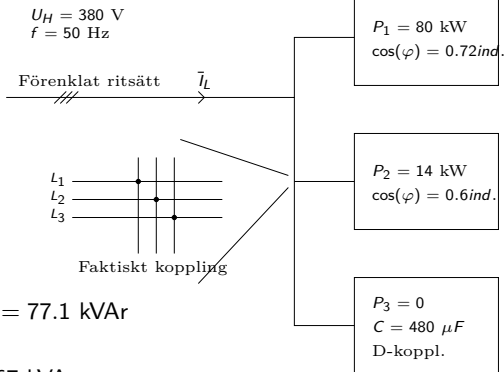 U_H = 380 V
f = 50 Hz
Förenklat ritsätt
Ī_L
P_1 = 80 kW
cos(φ) = 0.72ind.
L_1
L_2
L_3
Faktiskt koppling
P_2 = 14 kW
cos(φ) = 0.6ind.
= 77.1 kVAr
P_3 = 0
C = 480 μF
D-koppl.